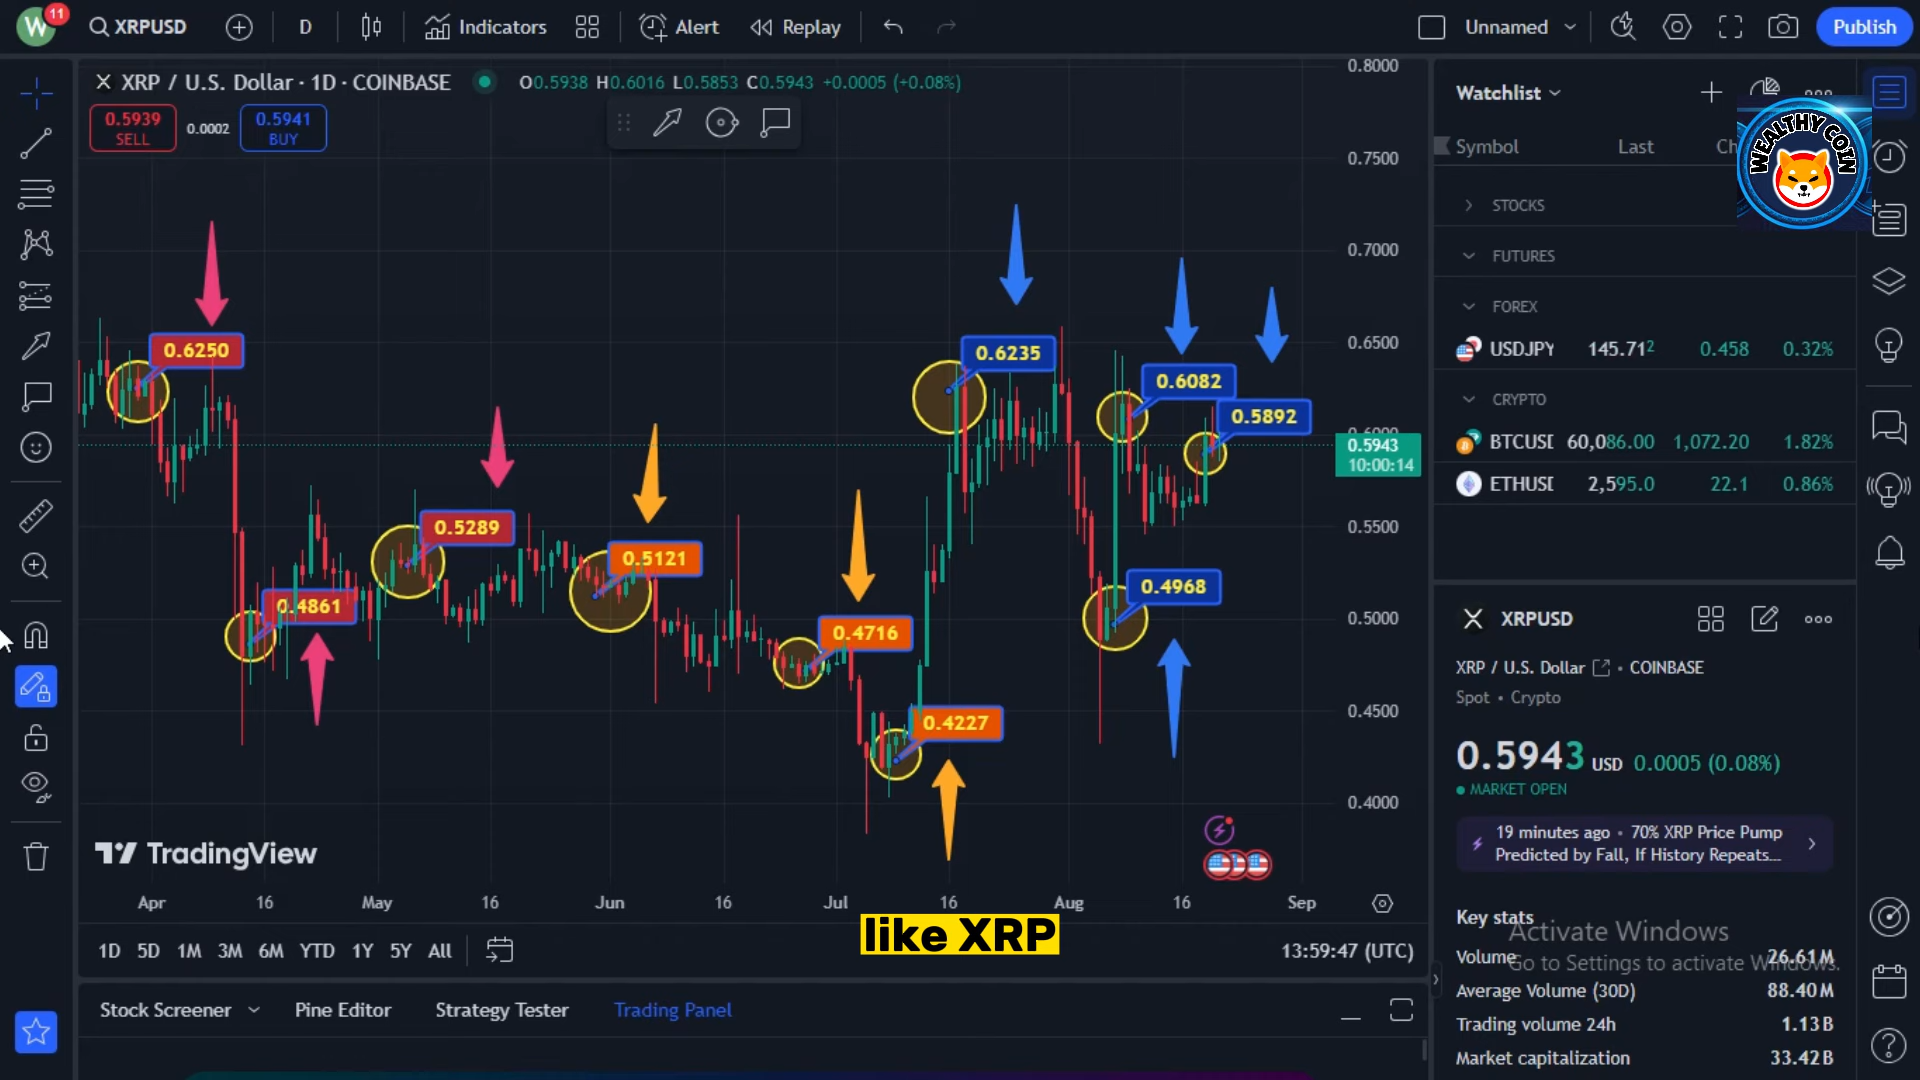 W
11
XRPUSD
D
Indicators
Alert
Replay
Unnamed
Publish
X XRP / U.S. Dollar · 1D · COINBASE
O0.5938 H0.6016 L0.5853 C0.5943 +0.0005 (+0.08%)
0.5939
SELL
0.0002
0.5941
BUY
0.8000
0.7500
0.7000
0.6500
0.6000
0.5943
10:00:14
0.5500
0.5000
0.4500
0.4000
0.6250
0.4861
0.5289
0.5121
0.4716
0.4227
0.6235
0.6082
0.5892
0.4968
TradingView
Apr
16
May
16
Jun
16
Jul
16
Aug
16
Sep
like XRP
1D
5D
1M
3M
6M
YTD
1Y
5Y
All
13:59:47 (UTC)
Stock Screener
Pine Editor
Strategy Tester
Trading Panel
Watchlist
WEALTHY COIN
Symbol
Last
Ch
STOCKS
FUTURES
FOREX
USDJPY 145.712 0.458 0.32%
CRYPTO
BTCUSD 60,086.00 1,072.20 1.82%
ETHUSD 2,595.0 22.1 0.86%
XRPUSD
XRP / U.S. Dollar • COINBASE
Spot • Crypto
0.5943 USD 0.0005 (0.08%)
MARKET OPEN
19 minutes ago • 70% XRP Price Pump
Predicted by Fall, If History Repeats...
Key stats
Activate Windows
Go to Settings to activate Windows.
Volume 26.61M
Average Volume (30D) 88.40M
Trading volume 24h 1.13B
Market capitalization 33.42B